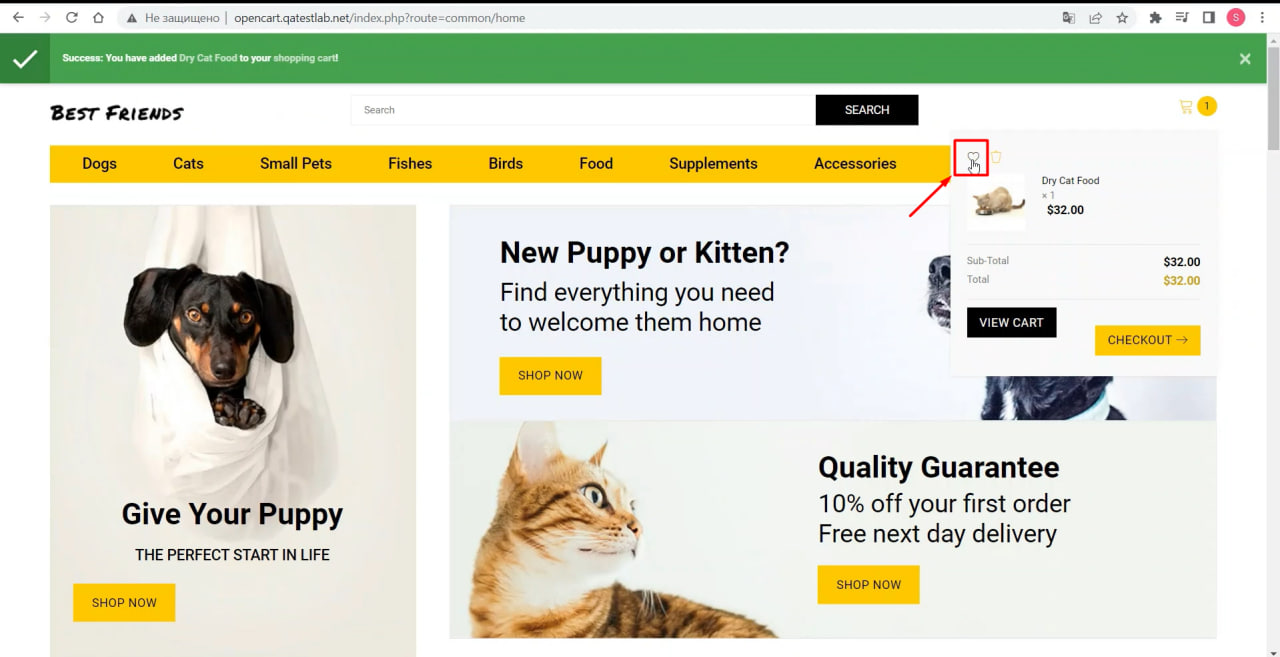 Не защищено
opencart.qatestlab.net/index.php?route=common/home
S
Success: You have added Dry Cat Food to your shopping cart!
Best Friends
Search
SEARCH
1
Dogs
Cats
Small Pets
Fishes
Birds
Food
Supplements
Accessories
Dry Cat Food
× 1
$32.00
Sub-Total $32.00
Total $32.00
VIEW CART
CHECKOUT →
New Puppy or Kitten?
Find everything you need
to welcome them home
SHOP NOW
Give Your Puppy
THE PERFECT START IN LIFE
SHOP NOW
Quality Guarantee
10% off your first order
Free next day delivery
SHOP NOW